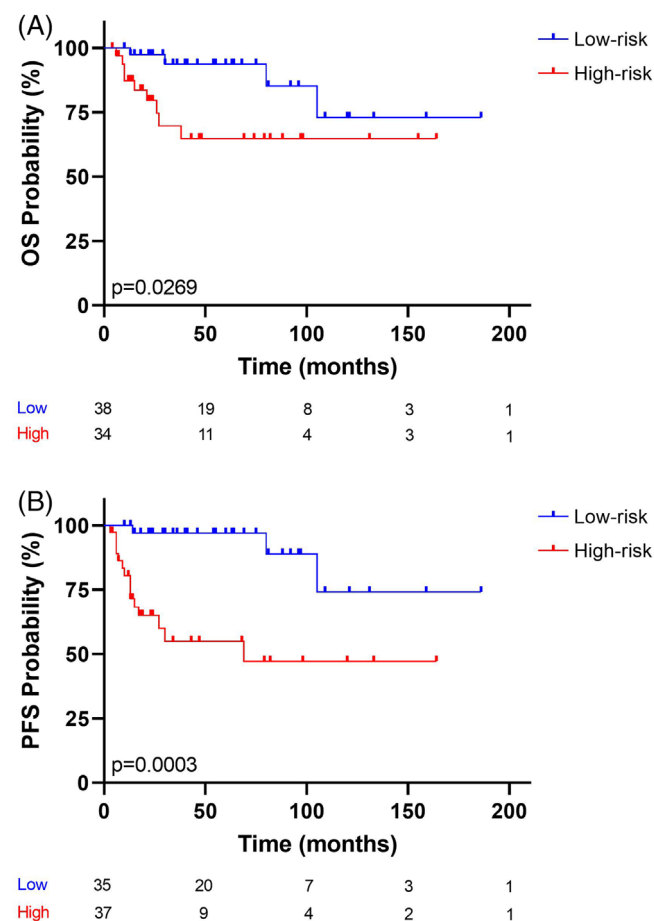 (A)
Low-risk
High-risk
100
75
50
25
0
OS Probability (%)
p=0.0269
0 50 100 150 200
Time (months)
Low 38 19 8 3 1
High 34 11 4 3 1
(B)
Low-risk
High-risk
100
75
50
25
0
PFS Probability (%)
p=0.0003
0 50 100 150 200
Time (months)
Low 35 20 7 3 1
High 37 9 4 2 1